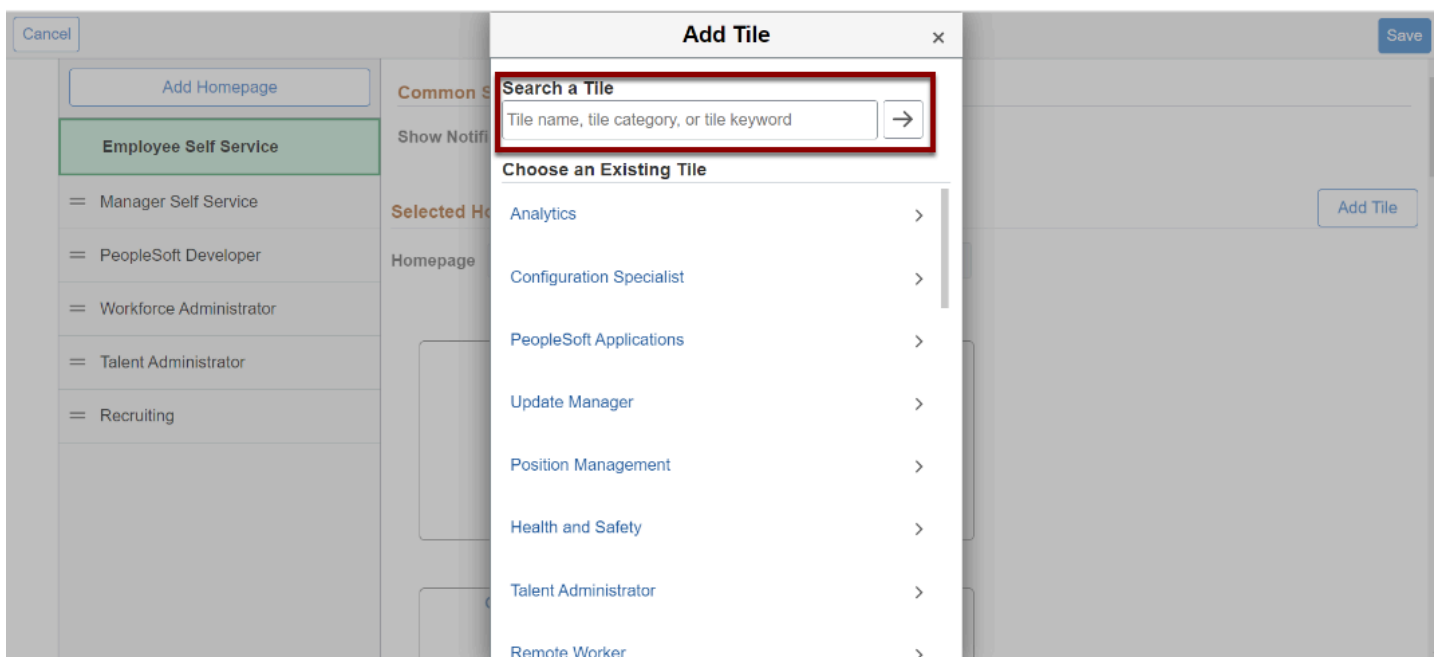 Cancel
Add Tile
×
Save
Add Homepage
Employee Self Service
Manager Self Service
PeopleSoft Developer
Workforce Administrator
Talent Administrator
Recruiting
Common S
Show Notifi
Selected Ho
Add Tile
Homepage
Search a Tile
Tile name, tile category, or tile keyword
Choose an Existing Tile
Analytics
Configuration Specialist
PeopleSoft Applications
Update Manager
Position Management
Health and Safety
Talent Administrator
Remote Worker